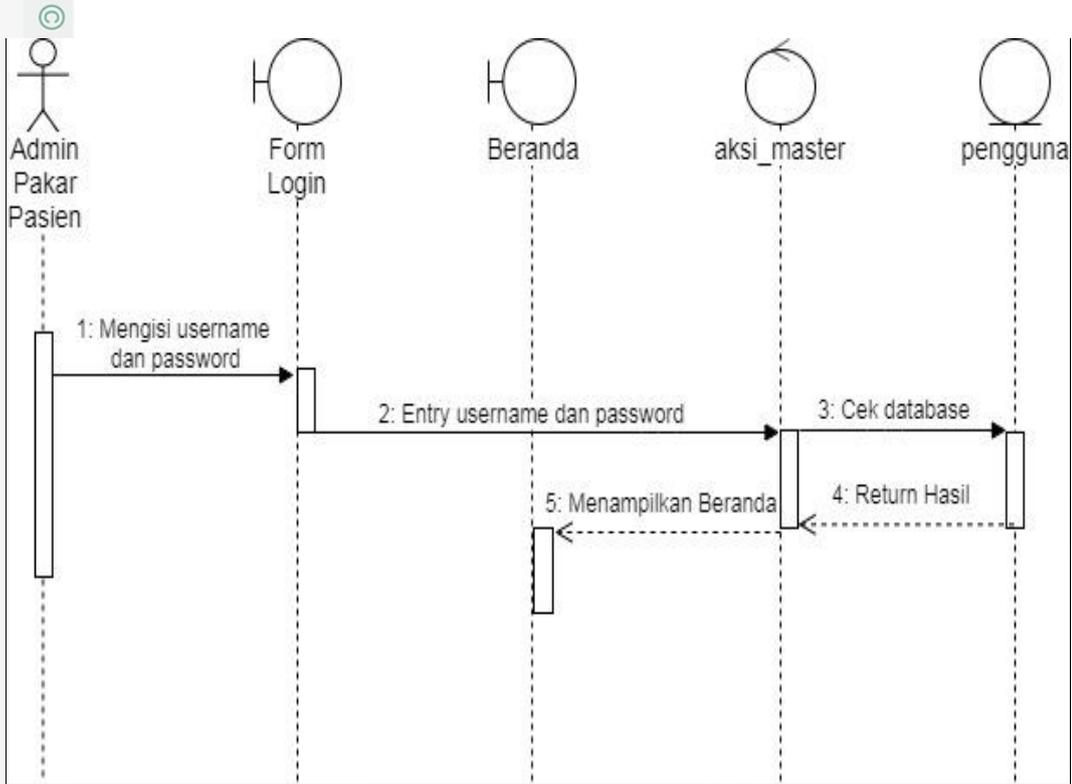 ©
Admin
Pakar
Pasien
Form
Login
Beranda
aksi_master
pengguna
1: Mengisi username
dan password
2: Entry username dan password
3: Cek database
4: Return Hasil
5: Menampilkan Beranda